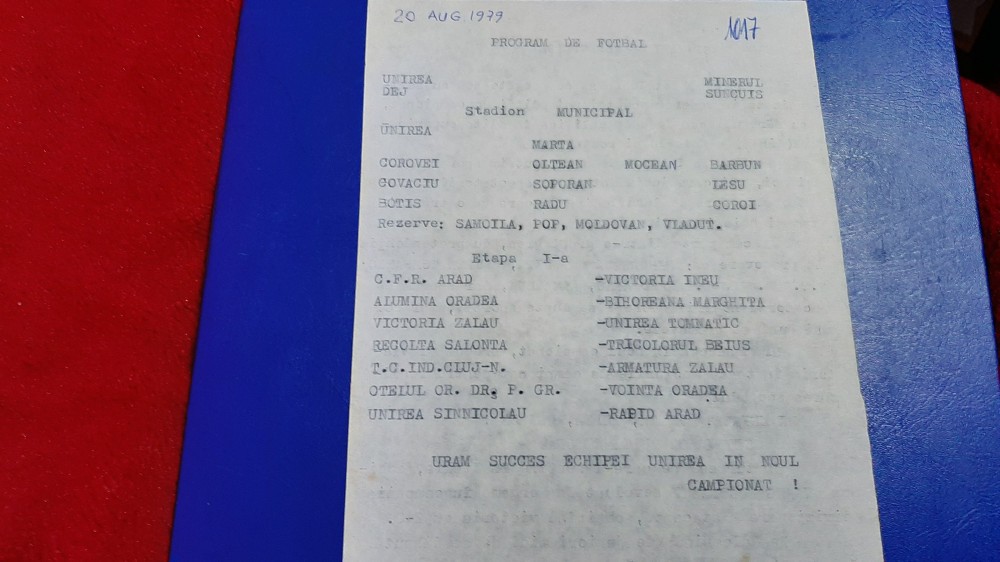 20 AUG. 1979
1017
PROGRAM DE FOTBAL
UNIREA MINERUL
DEJ SUNCUIS
Stadion MUNICIPAL
UNIREA
MARTA
COROVEI OLTEAN MOCEAN BARBUN
COVACIU SOPORAN LESU
BOTIS RADU COROI
Rezerve: SAMOILA, POP, MOLDOVAN, VLADUT.
Etapa I-a
C.F.R. ARAD -VICTORIA INEU
ALUMINA ORADEA -BIHOREANA MARGHITA
VICTORIA ZALAU -UNIREA TOMNATIC
RECOLTA SALONTA -TRICOLORUL BEIUS
T.C.IND.CLUJ-N. -ARMATURA ZALAU
OTELUL OR. DR. P. GR. -VOINTA ORADEA
UNIREA SINNICOLAU -RAPID ARAD
URAM SUCCES ECHIPEI UNIREA IN NOUL
CAMPIONAT !